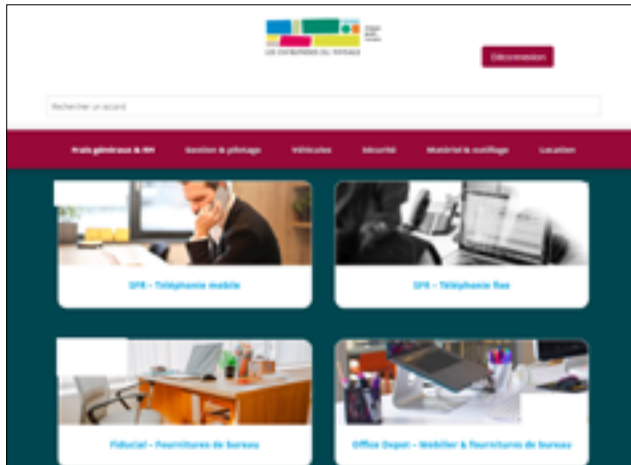 LES ENTREPRISES DU PAYSAGE
Déconnexion
Rechercher un accord
Frais généraux & RH
Gestion & pilotage
Véhicules
Sécurité
Matériel & outillage
Location
SFR – Téléphonie mobile
SFR – Téléphonie fixe
Fiducial – Fournitures de bureau
Office Depot – Mobilier & fournitures de bureau